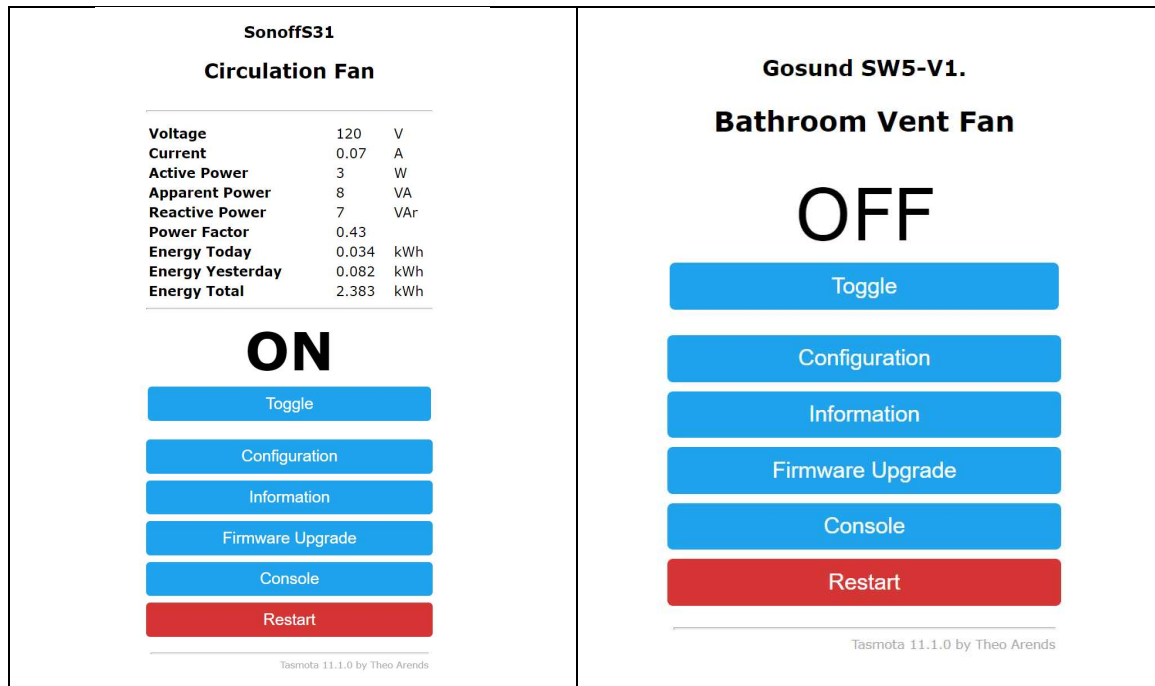 SonoffS31
Circulation Fan
Voltage 120 V
Current 0.07 A
Active Power 3 W
Apparent Power 8 VA
Reactive Power 7 VAr
Power Factor 0.43
Energy Today 0.034 kWh
Energy Yesterday 0.082 kWh
Energy Total 2.383 kWh
ON
Toggle
Configuration
Information
Firmware Upgrade
Console
Restart
Tasmota 11.1.0 by Theo Arends
Gosund SW5-V1.
Bathroom Vent Fan
OFF
Toggle
Configuration
Information
Firmware Upgrade
Console
Restart
Tasmota 11.1.0 by Theo Arends